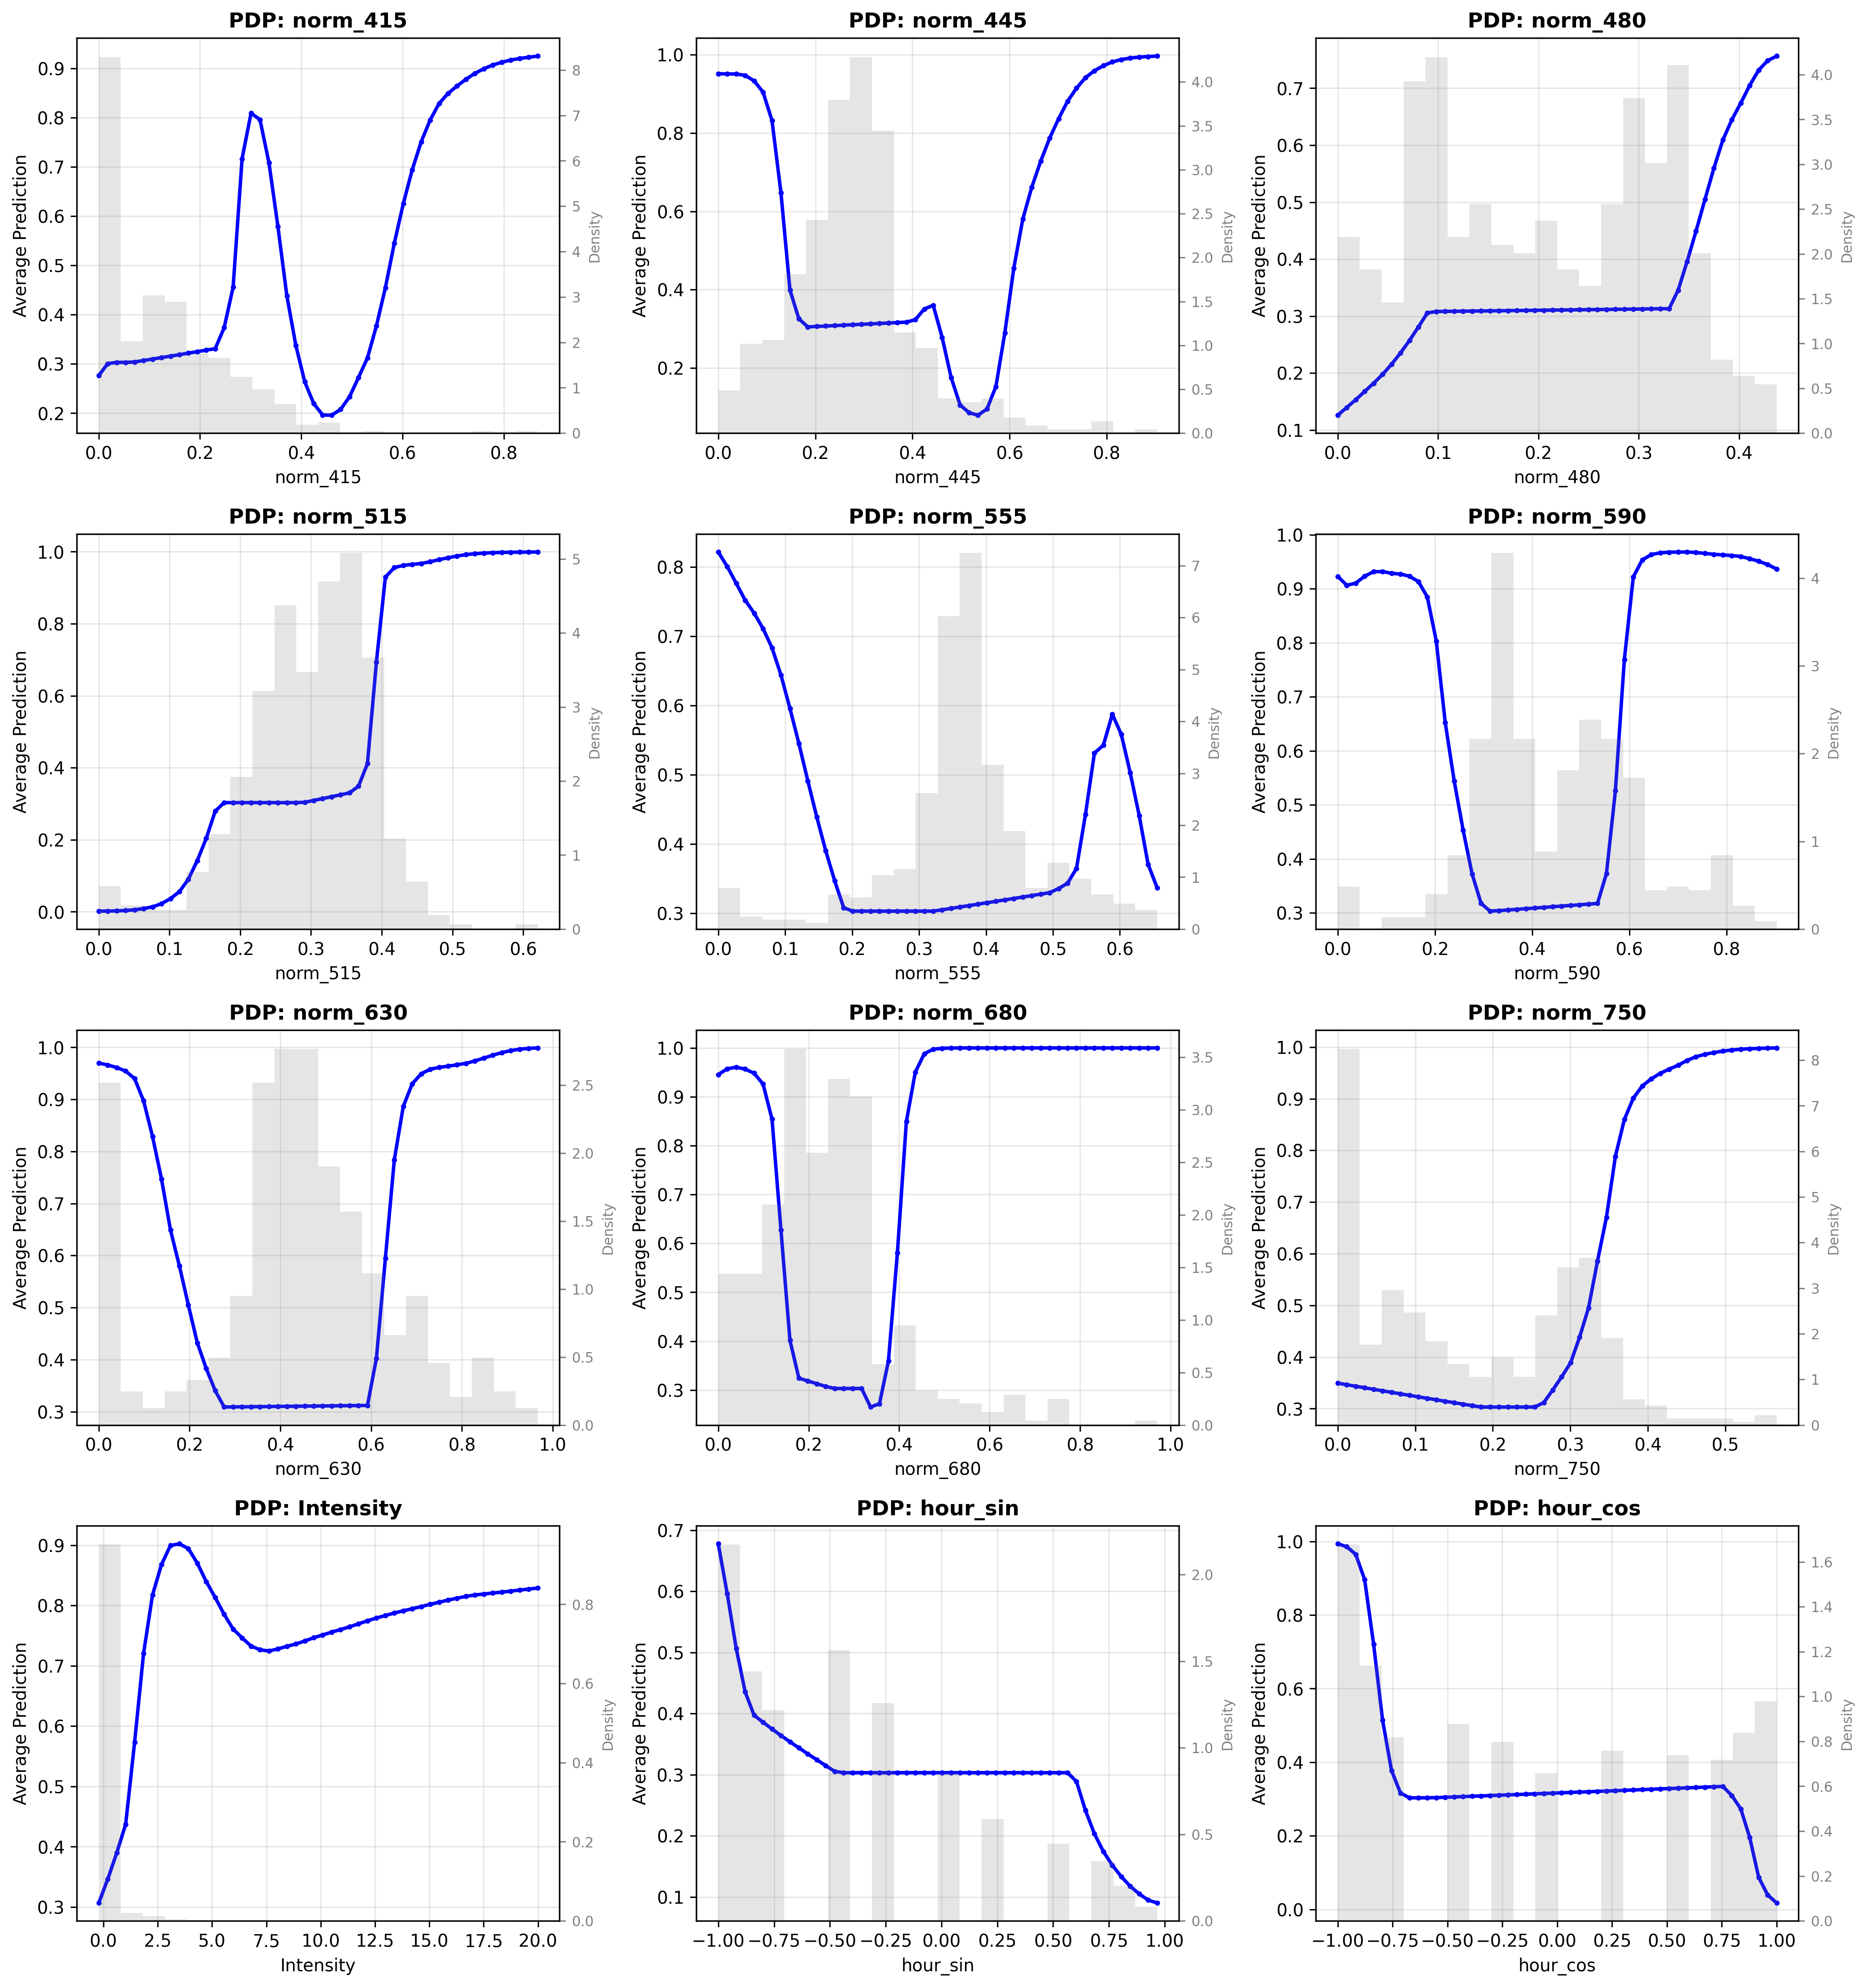 PDP: norm_415
0.9
0.8
0.7
0.6
0.5
0.4
0.3
0.2
Average Prediction
8
7
6
5
4
3
2
1
0
Density
0.0 0.2 0.4 0.6 0.8
norm_415
PDP: norm_445
1.0
0.8
0.6
0.4
0.2
Average Prediction
4.0
3.5
3.0
2.5
2.0
1.5
1.0
0.5
0.0
Density
0.0 0.2 0.4 0.6 0.8
norm_445
PDP: norm_480
0.7
0.6
0.5
0.4
0.3
0.2
0.1
Average Prediction
4.0
3.5
3.0
2.5
2.0
1.5
1.0
0.5
0.0
Density
0.0 0.1 0.2 0.3 0.4
norm_480
PDP: norm_515
1.0
0.8
0.6
0.4
0.2
0.0
Average Prediction
5
4
3
2
1
0
Density
0.0 0.1 0.2 0.3 0.4 0.5 0.6
norm_515
PDP: norm_555
0.8
0.7
0.6
0.5
0.4
0.3
Average Prediction
7
6
5
4
3
2
1
0
Density
0.0 0.1 0.2 0.3 0.4 0.5 0.6
norm_555
PDP: norm_590
1.0
0.9
0.8
0.7
0.6
0.5
0.4
0.3
Average Prediction
4
3
2
1
0
Density
0.0 0.2 0.4 0.6 0.8
norm_590
PDP: norm_630
1.0
0.9
0.8
0.7
0.6
0.5
0.4
0.3
Average Prediction
2.5
2.0
1.5
1.0
0.5
0.0
Density
0.0 0.2 0.4 0.6 0.8 1.0
norm_630
PDP: norm_680
1.0
0.9
0.8
0.7
0.6
0.5
0.4
0.3
Average Prediction
3.5
3.0
2.5
2.0
1.5
1.0
0.5
0.0
Density
0.0 0.2 0.4 0.6 0.8 1.0
norm_680
PDP: norm_750
1.0
0.9
0.8
0.7
0.6
0.5
0.4
0.3
Average Prediction
8
7
6
5
4
3
2
1
0
Density
0.0 0.1 0.2 0.3 0.4 0.5
norm_750
PDP: Intensity
0.9
0.8
0.7
0.6
0.5
0.4
0.3
Average Prediction
0.8
0.6
0.4
0.2
0.0
Density
0.0 2.5 5.0 7.5 10.0 12.5 15.0 17.5 20.0
Intensity
PDP: hour_sin
0.7
0.6
0.5
0.4
0.3
0.2
0.1
Average Prediction
2.0
1.5
1.0
0.5
0.0
Density
−1.00 −0.75 −0.50 −0.25 0.00 0.25 0.50 0.75 1.00
hour_sin
PDP: hour_cos
1.0
0.8
0.6
0.4
0.2
0.0
Average Prediction
1.6
1.4
1.2
1.0
0.8
0.6
0.4
0.2
0.0
Density
−1.00 −0.75 −0.50 −0.25 0.00 0.25 0.50 0.75 1.00
hour_cos